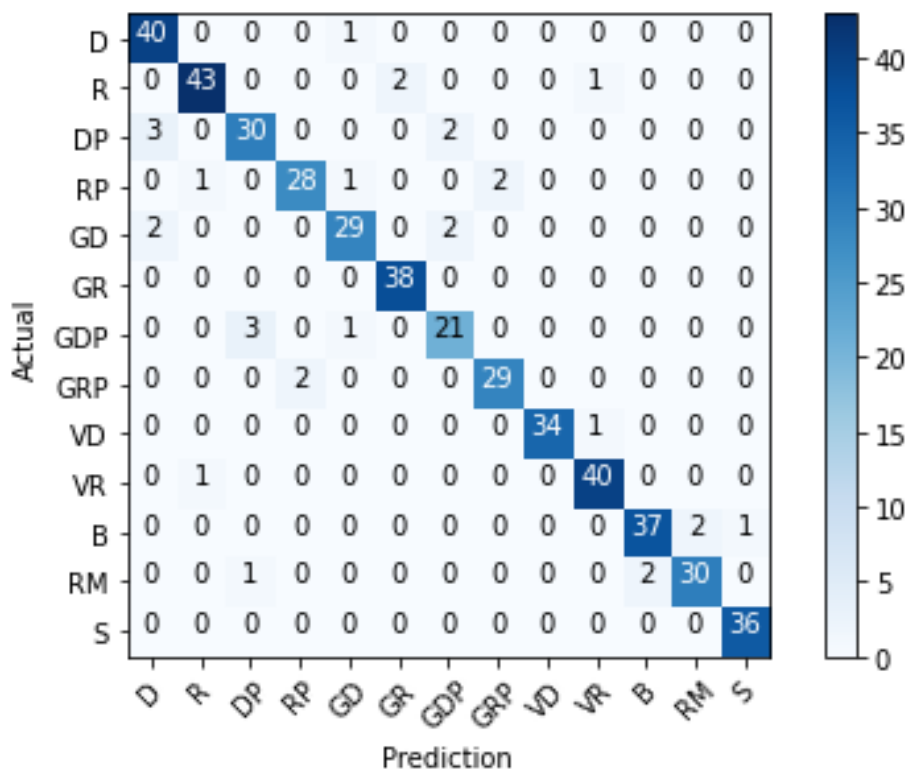 D 40 0 0 0 1 0 0 0 0 0 0 0 0
R 0 43 0 0 0 2 0 0 0 1 0 0 0
DP 3 0 30 0 0 0 2 0 0 0 0 0 0
RP 0 1 0 28 1 0 0 2 0 0 0 0 0
GD 2 0 0 0 29 0 2 0 0 0 0 0 0
GR 0 0 0 0 0 38 0 0 0 0 0 0 0
GDP 0 0 3 0 1 0 21 0 0 0 0 0 0
GRP 0 0 0 2 0 0 0 29 0 0 0 0 0
VD 0 0 0 0 0 0 0 0 34 1 0 0 0
VR 0 1 0 0 0 0 0 0 0 40 0 0 0
B 0 0 0 0 0 0 0 0 0 0 37 2 1
RM 0 0 1 0 0 0 0 0 0 0 2 30 0
S 0 0 0 0 0 0 0 0 0 0 0 0 36
D R DP RP GD GR GDP GRP VD VR B RM S
Prediction
Actual
40
35
30
25
20
15
10
5
0